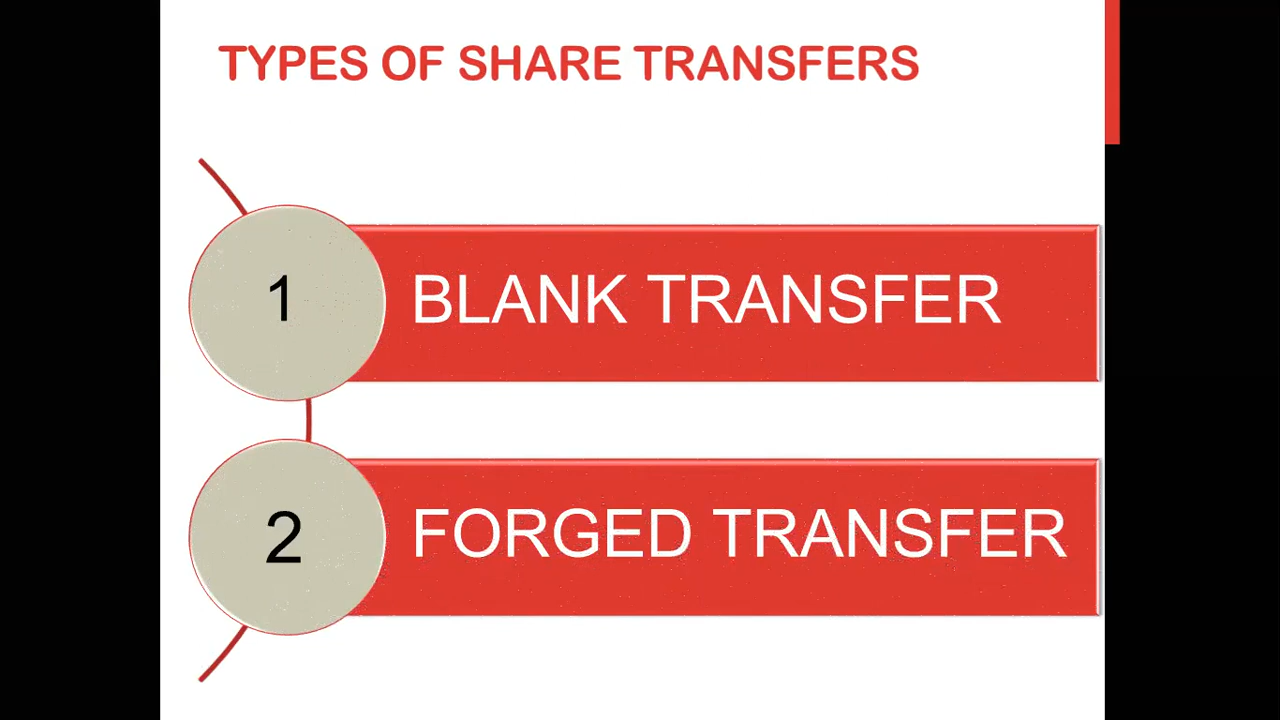 TYPES OF SHARE TRANSFERS
1
BLANK TRANSFER
2
FORGED TRANSFER